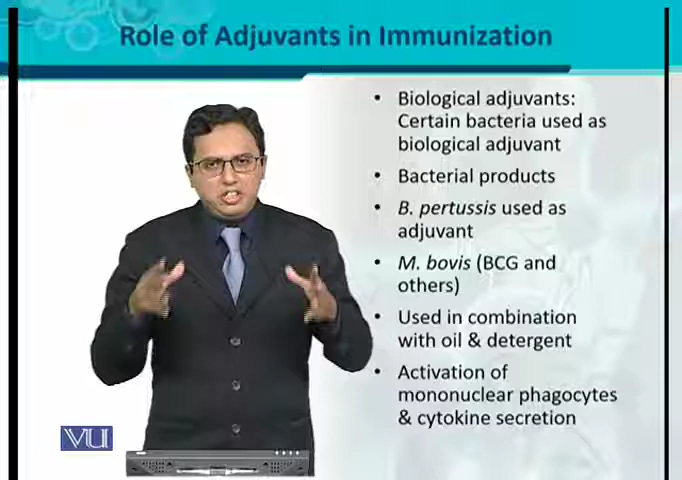 Role of Adjuvants in Immunization
• Biological adjuvants:
Certain bacteria used as
biological adjuvant
• Bacterial products
• B. pertussis used as
adjuvant
• M. bovis (BCG and
others)
• Used in combination
with oil & detergent
• Activation of
mononuclear phagocytes
& cytokine secretion
VU